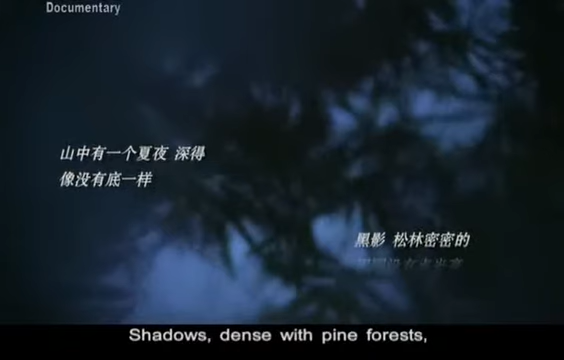 Documentary
山中有一个夏夜 深得
像没有底一样
黑影 松林密密的
Shadows, dense with pine forests,